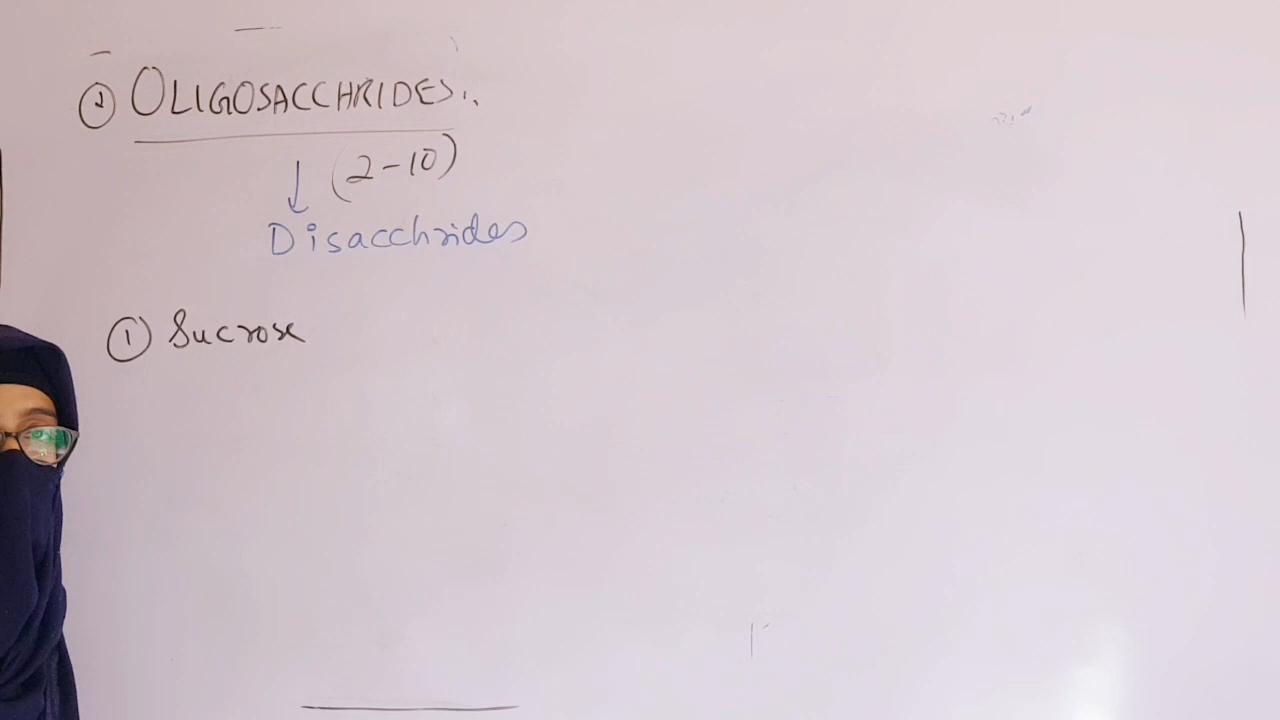 ② OLIGOSACCHRIDES..
↓ (2-10)
Disacchrides
① Sucrose